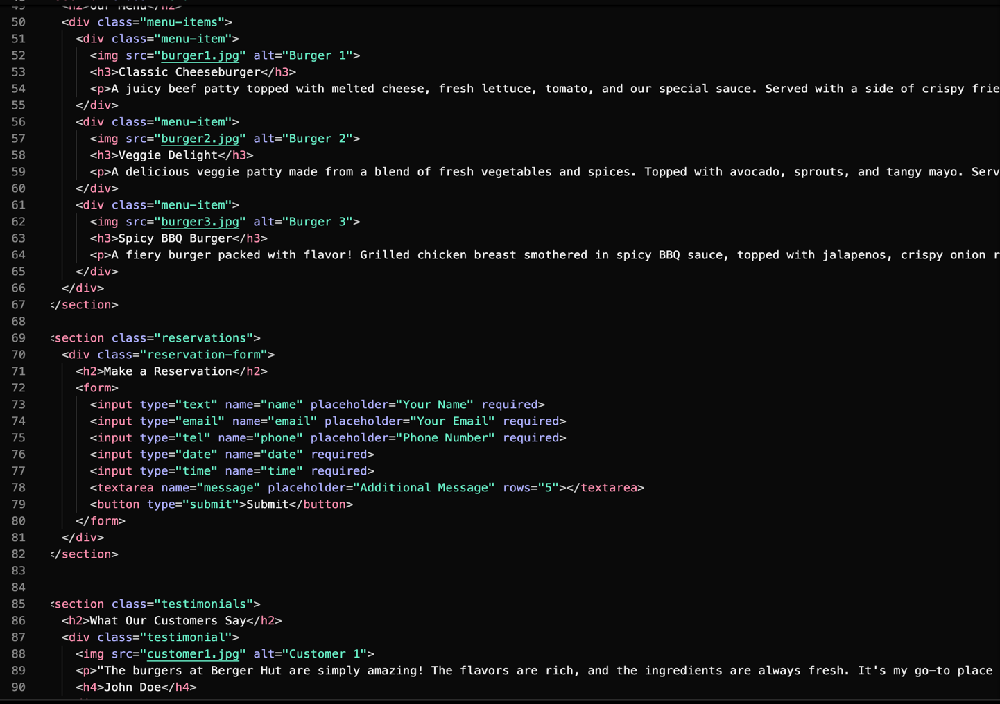 49 <h2>Our Menu</h2>
50 <div class="menu-items">
51 <div class="menu-item">
52 <img src="burger1.jpg" alt="Burger 1">
53 <h3>Classic Cheeseburger</h3>
54 <p>A juicy beef patty topped with melted cheese, fresh lettuce, tomato, and our special sauce. Served with a side of crispy frie
55 </div>
56 <div class="menu-item">
57 <img src="burger2.jpg" alt="Burger 2">
58 <h3>Veggie Delight</h3>
59 <p>A delicious veggie patty made from a blend of fresh vegetables and spices. Topped with avocado, sprouts, and tangy mayo. Serv
60 </div>
61 <div class="menu-item">
62 <img src="burger3.jpg" alt="Burger 3">
63 <h3>Spicy BBQ Burger</h3>
64 <p>A fiery burger packed with flavor! Grilled chicken breast smothered in spicy BBQ sauce, topped with jalapenos, crispy onion r
65 </div>
66 </div>
67 </section>
68
69 <section class="reservations">
70 <div class="reservation-form">
71 <h2>Make a Reservation</h2>
72 <form>
73 <input type="text" name="name" placeholder="Your Name" required>
74 <input type="email" name="email" placeholder="Your Email" required>
75 <input type="tel" name="phone" placeholder="Phone Number" required>
76 <input type="date" name="date" required>
77 <input type="time" name="time" required>
78 <textarea name="message" placeholder="Additional Message" rows="5"></textarea>
79 <button type="submit">Submit</button>
80 </form>
81 </div>
82 </section>
83
84
85 <section class="testimonials">
86 <h2>What Our Customers Say</h2>
87 <div class="testimonial">
88 <img src="customer1.jpg" alt="Customer 1">
89 <p>"The burgers at Berger Hut are simply amazing! The flavors are rich, and the ingredients are always fresh. It's my go-to place
90 <h4>John Doe</h4>